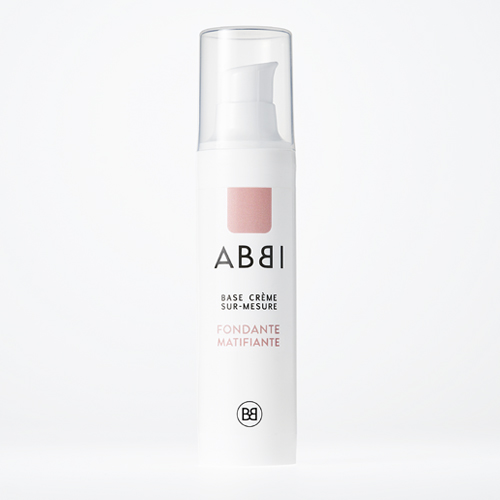 ABBI
BASE CRÈME
SUR-MESURE
FONDANTE
MATIFIANTE
BB